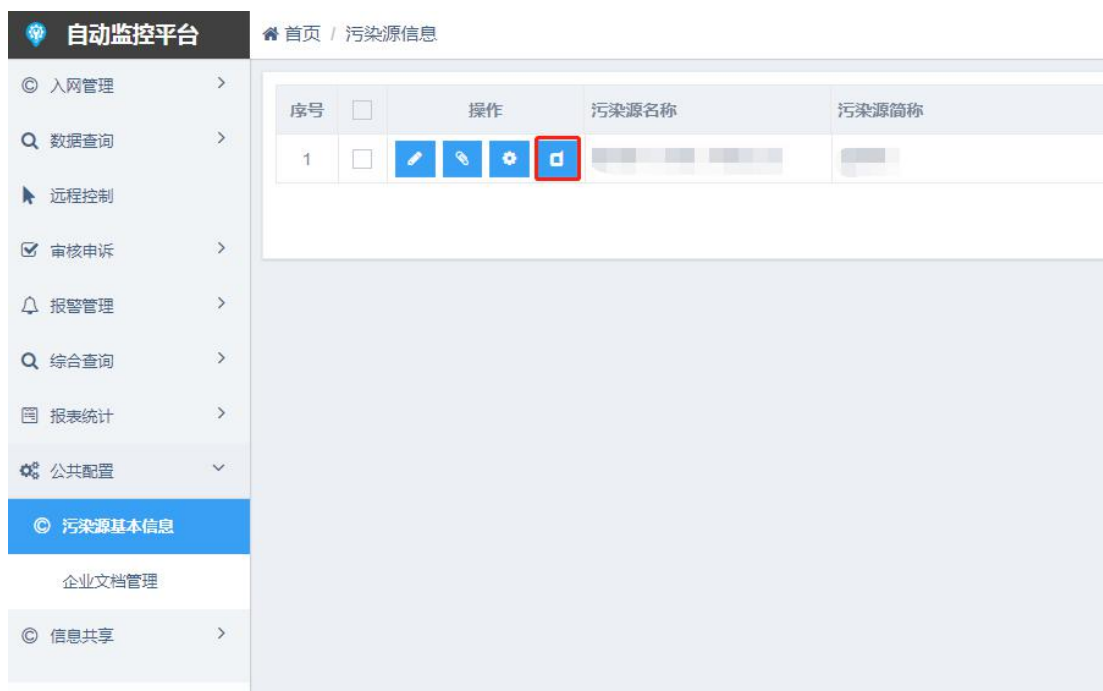 自动监控平台
首页 / 污染源信息
入网管理
数据查询
远程控制
审核申诉
报警管理
综合查询
报表统计
公共配置
污染源基本信息
企业文档管理
信息共享
序号 操作 污染源名称 污染源简称
1